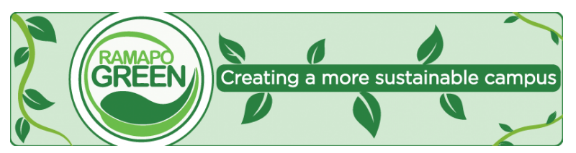 RAMAPO
GREEN
Creating a more sustainable campus